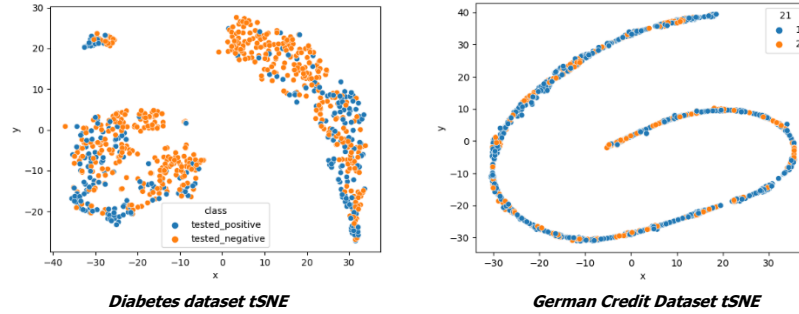 30
20
10
0
-10
-20
y
-40 -30 -20 -10 0 10 20 30
x
class
tested_positive
tested_negative
Diabetes dataset tSNE
40
30
20
10
0
-10
-20
-30
y
-30 -20 -10 0 10 20 30
x
21
1
2
German Credit Dataset tSNE